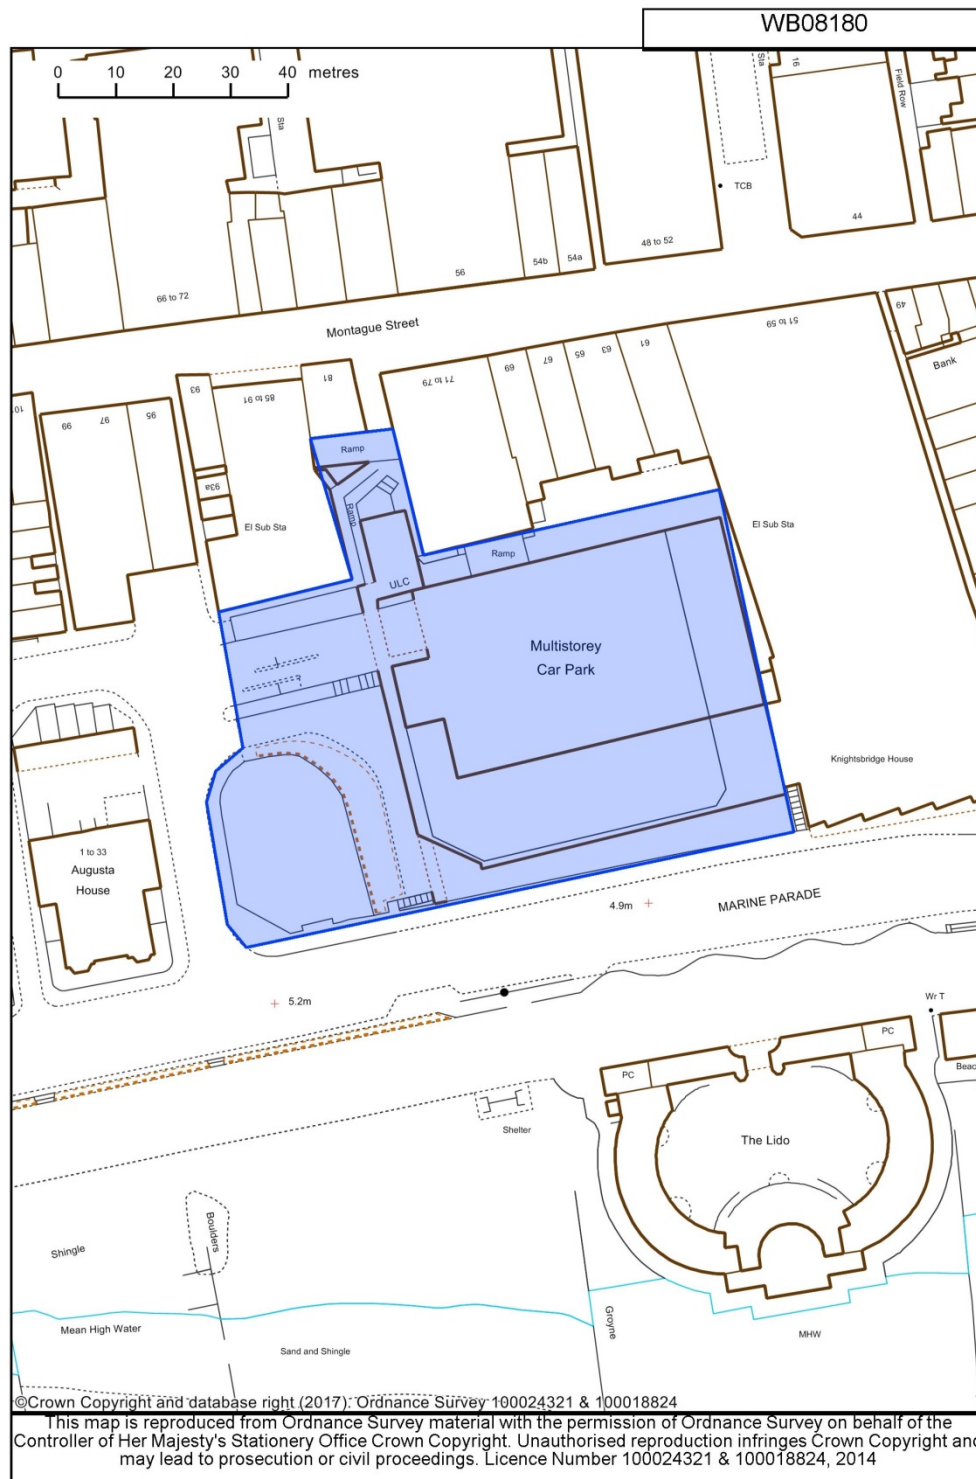 WB08180
0 10 20 30 40 metres
Sta
Sta
16
Field Row
TCB
44
48 to 52
54a
54b
56
66 to 72
Montague Street
51 to 59
49
Bank
61
63
65
67
69
71 to 79
81
85 to 91
93
93a
95
97
99
Ramp
Ramp
Ramp
El Sub Sta
El Sub Sta
ULC
Multistorey
Car Park
Knightsbridge House
1 to 33
Augusta
House
MARINE PARADE
4.9m
5.2m
Wr T
PC
PC
Shelter
The Lido
Boulders
Shingle
Groyne
Mean High Water
MHW
Sand and Shingle
©Crown Copyright and database right (2017). Ordnance Survey 100024321 & 100018824
This map is reproduced from Ordnance Survey material with the permission of Ordnance Survey on behalf of the
Controller of Her Majesty's Stationery Office Crown Copyright. Unauthorised reproduction infringes Crown Copyright and
may lead to prosecution or civil proceedings. Licence Number 100024321 & 100018824, 2014